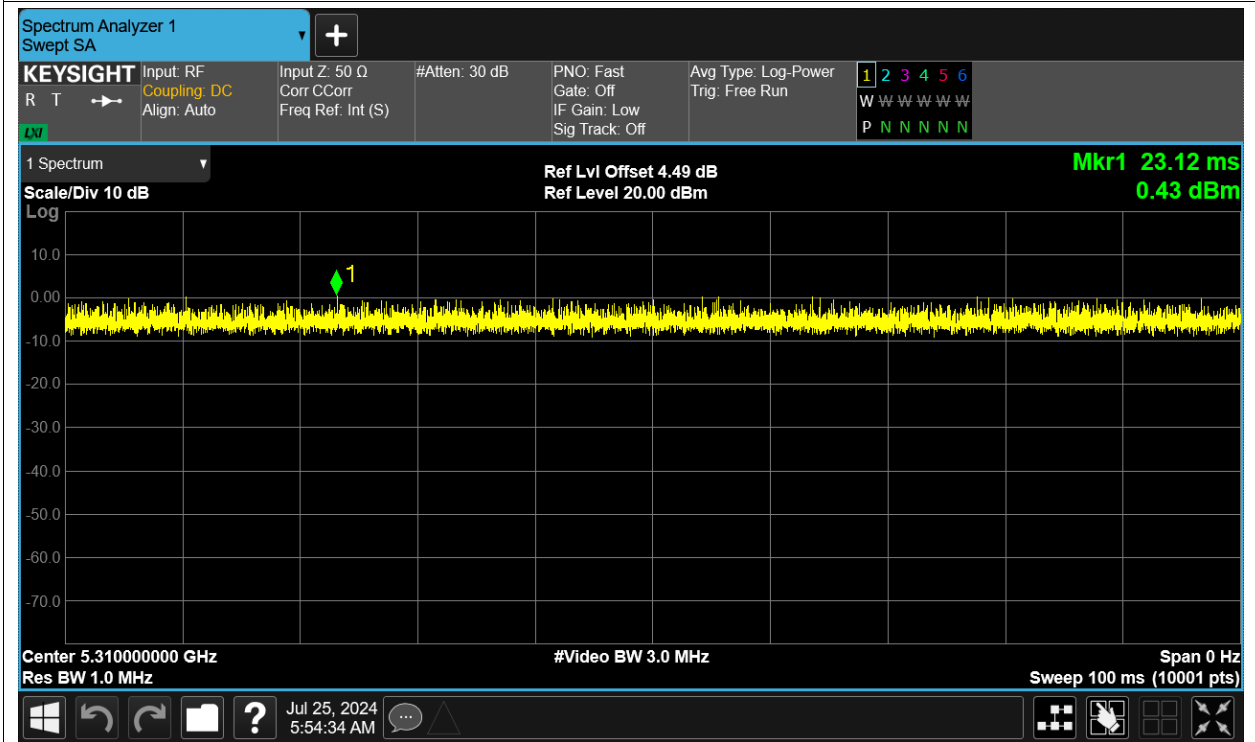 Spectrum Analyzer 1
Swept SA
▼
+
KEYSIGHT
R T
LXI
Input: RF
Coupling: DC
Align: Auto
Input Z: 50 Ω
Corr CCorr
Freq Ref: Int (S)
#Atten: 30 dB
PNO: Fast
Gate: Off
IF Gain: Low
Sig Track: Off
Avg Type: Log-Power
Trig: Free Run
1 2 3 4 5 6
W W W W W W
P N N N N N
1 Spectrum ▼
Scale/Div 10 dB
Ref Lvl Offset 4.49 dB
Ref Level 20.00 dBm
Mkr1 23.12 ms
0.43 dBm
Log
10.0
1
0.00
-10.0
-20.0
-30.0
-40.0
-50.0
-60.0
-70.0
Center 5.310000000 GHz #Video BW 3.0 MHz Span 0 Hz
Res BW 1.0 MHz Sweep 100 ms (10001 pts)
? Jul 25, 2024
5:54:34 AM